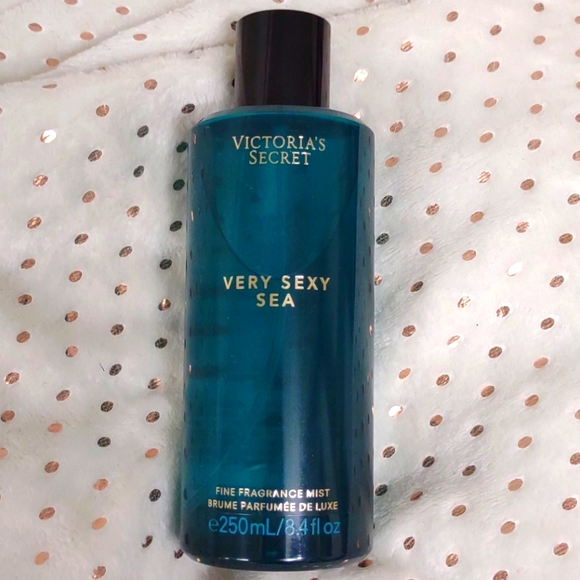 VICTORIA'S
SECRET
VERY SEXY
SEA
FINE FRAGRANCE MIST
BRUME PARFUMÉE DE LUXE
℮250mL/8.4fl oz